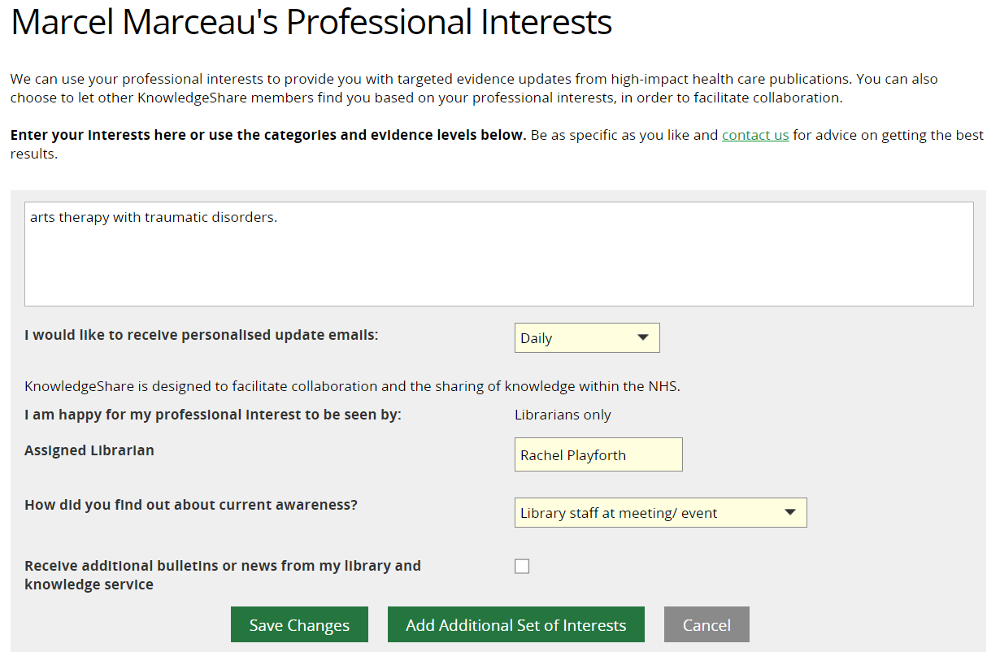 Marcel Marceau's Professional Interests
We can use your professional interests to provide you with targeted evidence updates from high-impact health care publications. You can also
choose to let other KnowledgeShare members find you based on your professional interests, in order to facilitate collaboration.
Enter your interests here or use the categories and evidence levels below. Be as specific as you like and contact us for advice on getting the best
results.
arts therapy with traumatic disorders.
I would like to receive personalised update emails:
Daily
KnowledgeShare is designed to facilitate collaboration and the sharing of knowledge within the NHS.
I am happy for my professional interest to be seen by:
Librarians only
Assigned Librarian
Rachel Playforth
How did you find out about current awareness?
Library staff at meeting/ event
Receive additional bulletins or news from my library and
knowledge service
Save Changes
Add Additional Set of Interests
Cancel